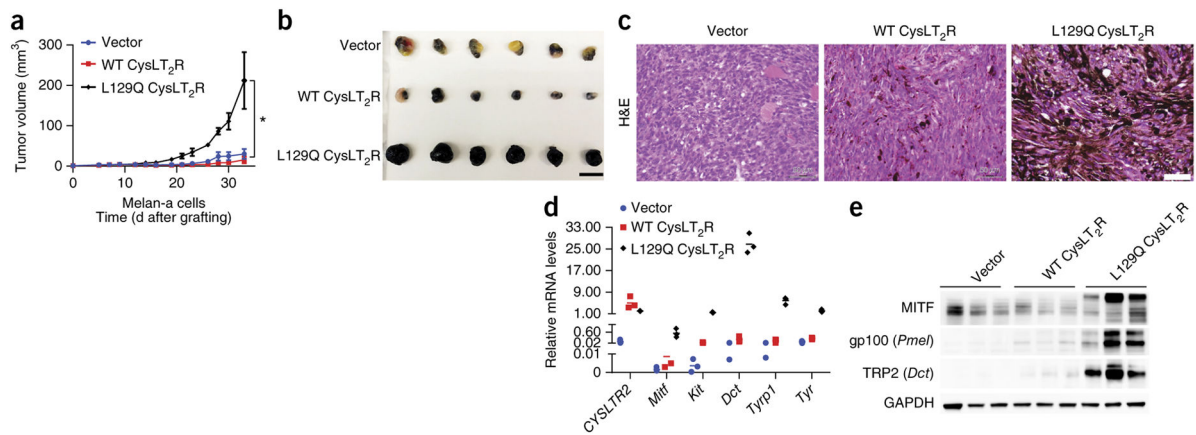 a
Tumor volume (mm³)
300
200
100
0
Vector
WT CysLT₂R
L129Q CysLT₂R
*
0
10
20
30
Melan-a cells
Time (d after grafting)
b
Vector
WT CysLT₂R
L129Q CysLT₂R
c
Vector
WT CysLT₂R
L129Q CysLT₂R
H&E
d
Vector
WT CysLT₂R
L129Q CysLT₂R
Relative mRNA levels
33.00
25.00
17.00
9.00
1.00
0.60
0.02
0.01
0
CYSLTR2
Mitf
Kit
Dct
Tyrp1
Tyr
e
Vector
WT CysLT₂R
L129Q CysLT₂R
MITF
gp100 (Pmel)
TRP2 (Dct)
GAPDH